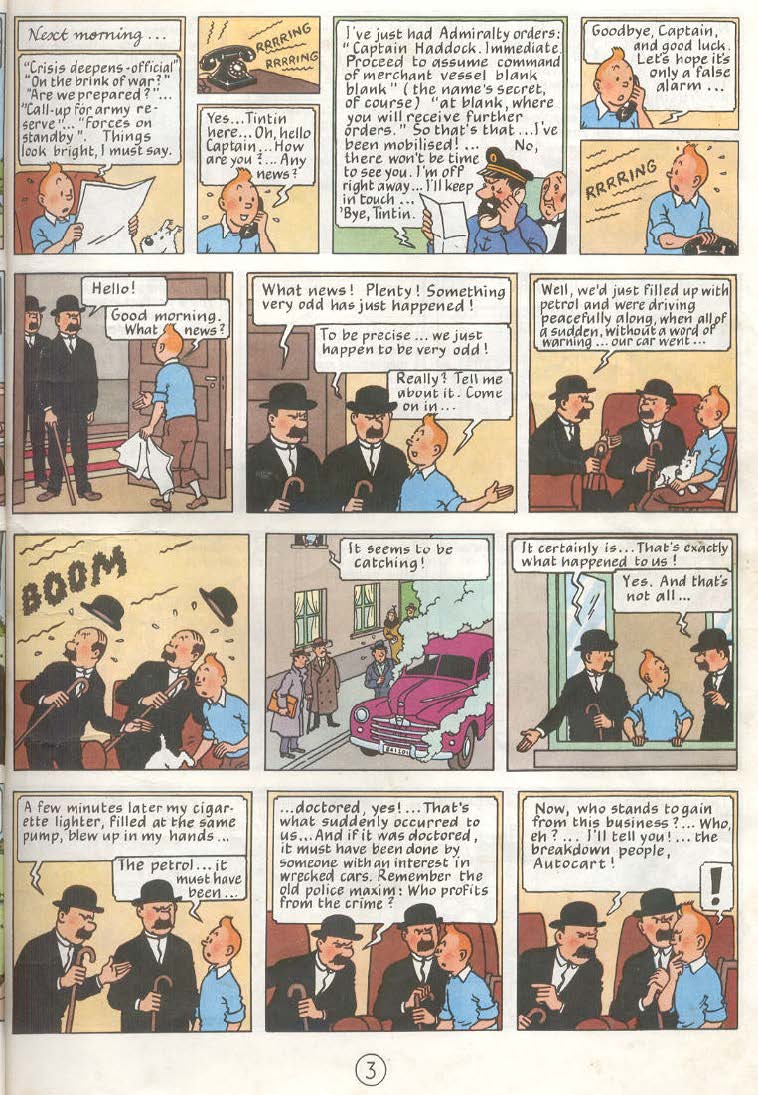 Next morning ...
"Crisis deepens - official"
"On the brink of war?"
"Are we prepared?"...
"Call-up for army re-
serve"... "Forces on
standby". Things
look bright, I must say.
RRRRING
RRRRING
Yes... Tintin
here... Oh, hello
Captain... How
are you?... Any
news?
I've just had Admiralty orders:
"Captain Haddock. Immediate.
Proceed to assume command
of merchant vessel blank
blank" (the name's secret,
of course) "at blank, where
you will receive further
orders." So that's that... I've
been mobilised!... No,
there won't be time
to see you. I'm off
right away... I'll keep
in touch...
'Bye, Tintin.
Goodbye, Captain,
and good luck.
Let's hope it's
only a false
alarm ...
RRRRING
Hello!
Good morning.
What news?
What news! Plenty! Something
very odd has just happened!
To be precise ... we just
happen to be very odd!
Really? Tell me
about it. Come
on in...
Well, we'd just filled up with
petrol and were driving
peacefully along, when all of
a sudden, without a word of
warning ... our car went ...
BOOM
It seems to be
catching!
It certainly is... That's exactly
what happened to us!
Yes. And that's
not all ...
A few minutes later my cigar-
ette lighter, filled at the same
pump, blew up in my hands ...
The petrol ... it
must have
been ...
...doctored, yes!... That's
what suddenly occurred to
us... And if it was doctored,
it must have been done by
someone with an interest in
wrecked cars. Remember the
old police maxim: Who profits
from the crime?
Now, who stands to gain
from this business?... Who,
eh?... I'll tell you!... the
breakdown people,
Autocart!
!
3